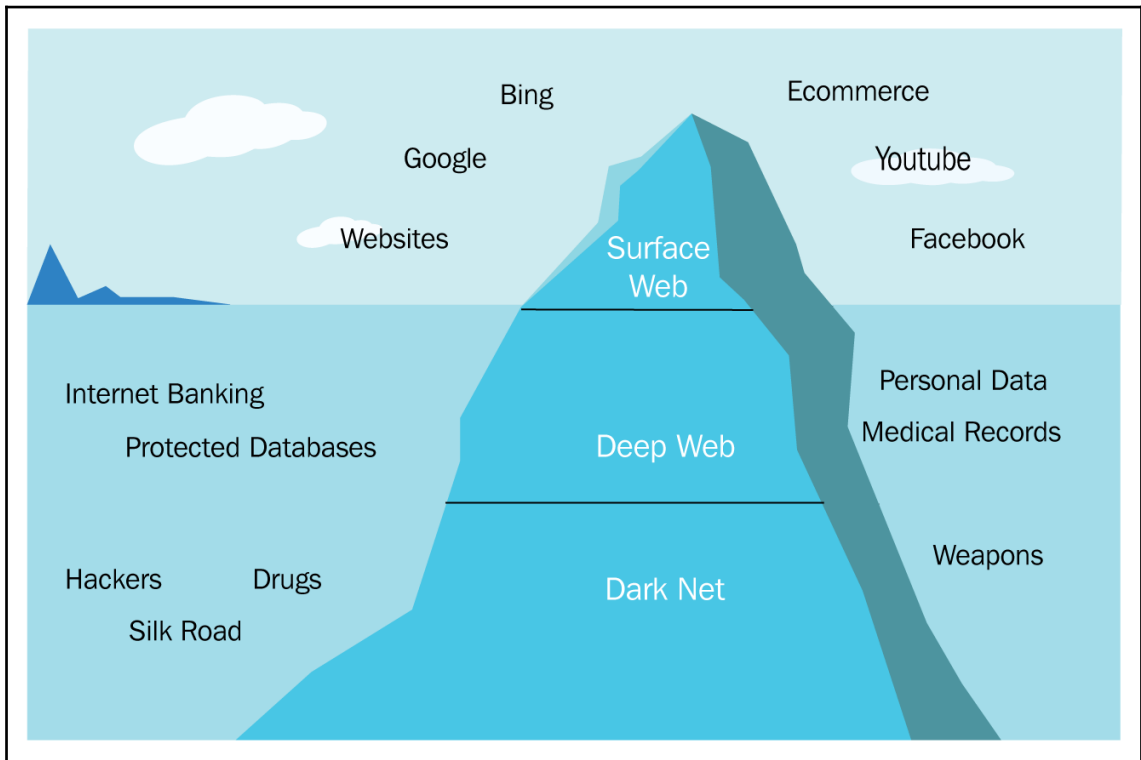 Bing
Ecommerce
Google
Youtube
Websites
Facebook
Surface
Web
Internet Banking
Personal Data
Protected Databases
Medical Records
Deep Web
Weapons
Hackers
Drugs
Dark Net
Silk Road